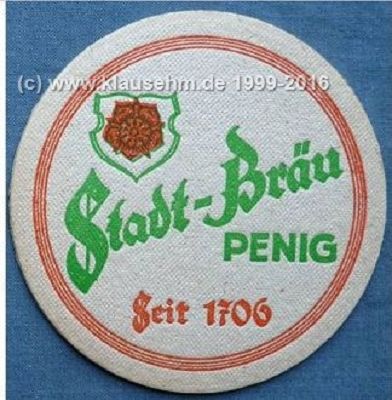 (c) www.klausehm.de 1999-2016
Stadt-Bräu
PENIG
Seit 1706